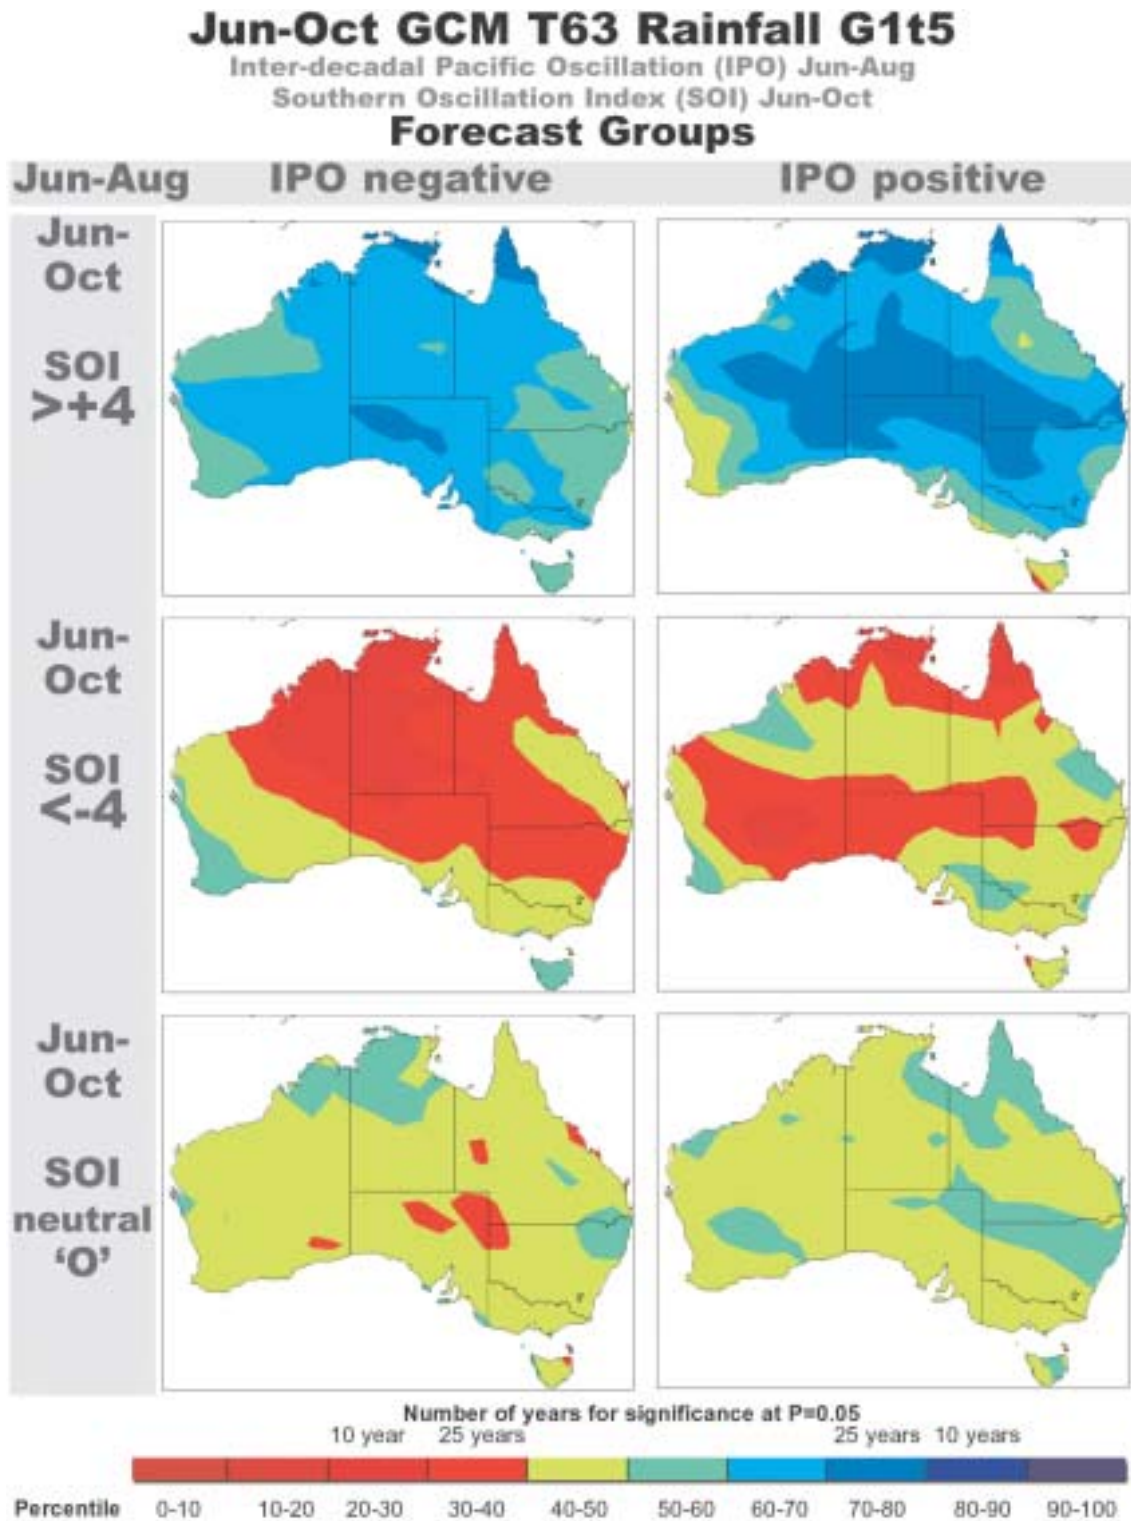 Jun-Oct GCM T63 Rainfall G1t5
Inter-decadal Pacific Oscillation (IPO) Jun-Aug
Southern Oscillation Index (SOI) Jun-Oct
Forecast Groups
Jun-Aug IPO negative IPO positive
Jun-
Oct
SOI
>+4
Jun-
Oct
SOI
<-4
Jun-
Oct
SOI
neutral
‘O’
Number of years for significance at P=0.05
10 year 25 years 25 years 10 years
Percentile 0-10 10-20 20-30 30-40 40-50 50-60 60-70 70-80 80-90 90-100